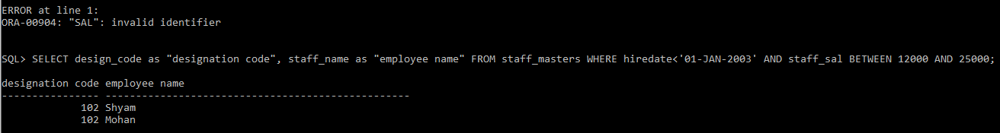 ERROR at line 1:
ORA-00904: "SAL": invalid identifier
SQL> SELECT design_code as "designation code", staff_name as "employee name" FROM staff_masters WHERE hiredate<'01-JAN-2003' AND staff_sal BETWEEN 12000 AND 25000;
designation code employee name
---------------- --------------------------------------------------
102 Shyam
102 Mohan